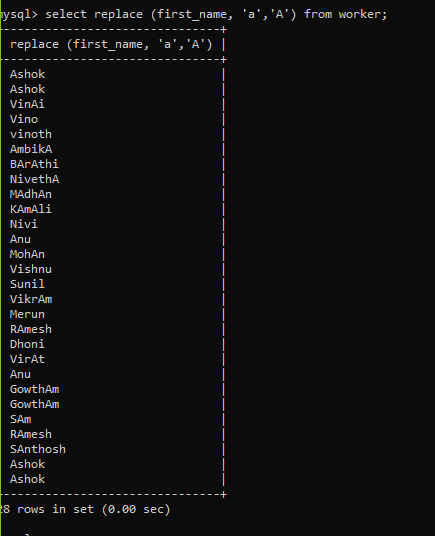 mysql> select replace (first_name, 'a','A') from worker;
-------------------------------+
replace (first_name, 'a','A') |
-------------------------------+
Ashok |
Ashok |
VinAi |
Vino |
vinoth |
AmbikA |
BArAthi |
NivethA |
MAdhAn |
KAmAli |
Nivi |
Anu |
MohAn |
Vishnu |
Sunil |
VikrAm |
Merun |
RAmesh |
Dhoni |
VirAt |
Anu |
GowthAm |
GowthAm |
SAm |
RAmesh |
SAnthosh |
Ashok |
Ashok |
-------------------------------+
28 rows in set (0.00 sec)